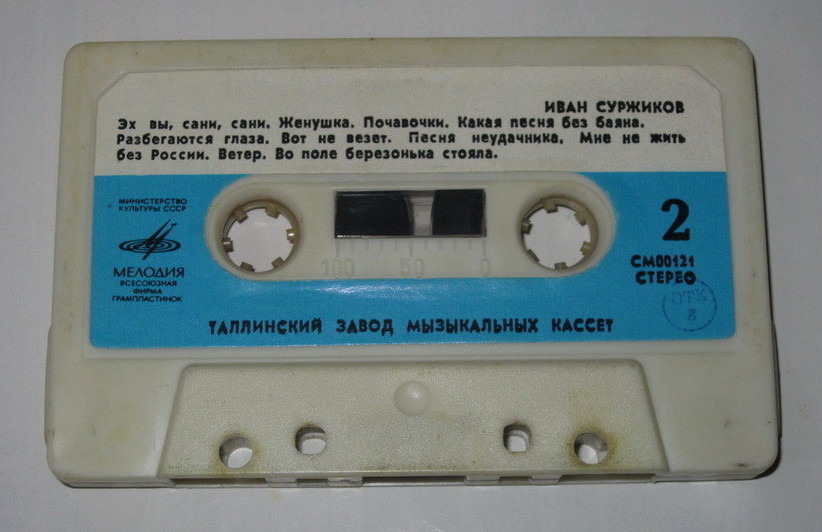 ИВАН СУРЖИКОВ
Эх вы, сани, сани. Женушка. Почавочки. Какая песня без баяна.
Разбегаются глаза. Вот не везет. Песня неудачника. Мне не жить
без России. Ветер. Во поле березонька стояла.
МИНИСТЕРСТВО
КУЛЬТУРЫ СССР
МЕЛОДИЯ
ВСЕСОЮЗНАЯ
ФИРМА
ГРАМПЛАСТИНОК
100 50 0
2
СМ00121
СТЕРЕО
ОТК
8
ТАЛЛИНСКИЙ ЗАВОД МУЗЫКАЛЬНЫХ КАССЕТ